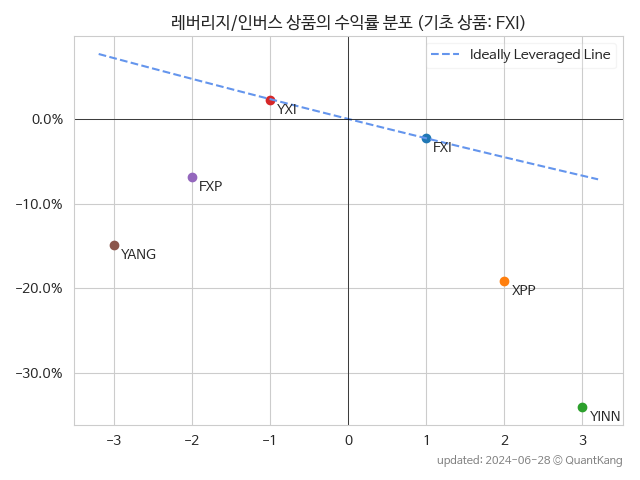 레버리지/인버스 상품의 수익률 분포 (기초 상품: FXI)
Ideally Leveraged Line
0.0%
−10.0%
−20.0%
−30.0%
YXI
FXI
FXP
YANG
XPP
YINN
−3
−2
−1
0
1
2
3
updated: 2024-06-28 © QuantKang